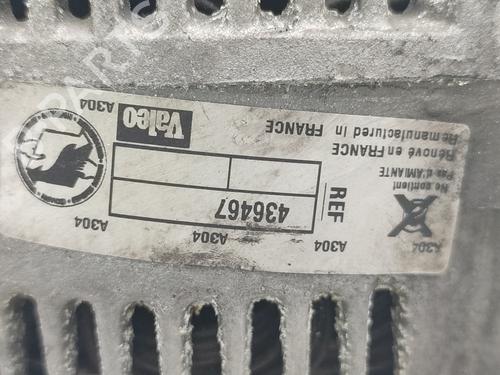 A304
A304
A304
A304
REF
436467
Ne contient
Pas d'AMIANTE
Rénové en FRANCE
Remanufactured in
FRANCE
Valeo
A304